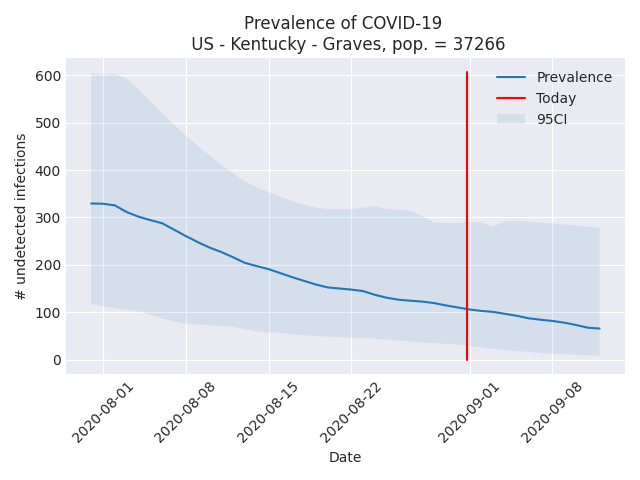 Prevalence of COVID-19
US - Kentucky - Graves, pop. = 37266
600
500
400
300
200
100
0
# undetected infections
Prevalence
Today
95CI
2020-08-01
2020-08-08
2020-08-15
2020-08-22
2020-09-01
2020-09-08
Date